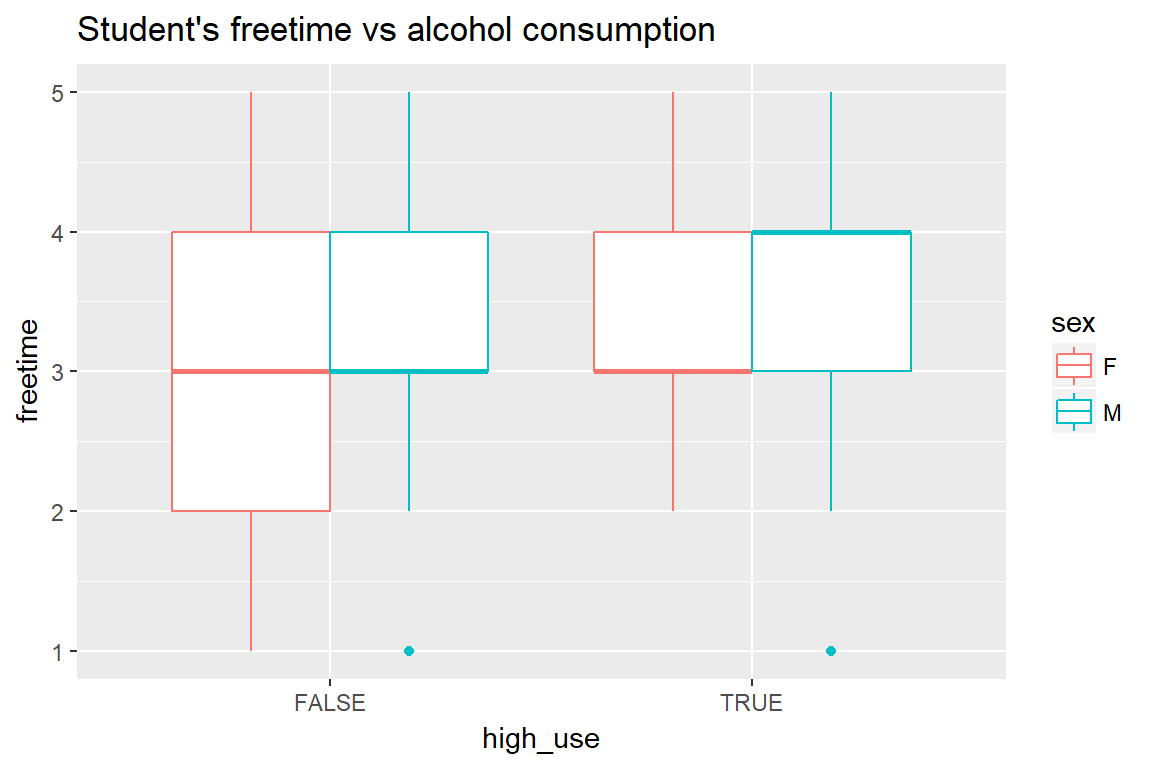 Student's freetime vs alcohol consumption
5
4
3
2
1
freetime
FALSE
TRUE
high_use
sex
F
M